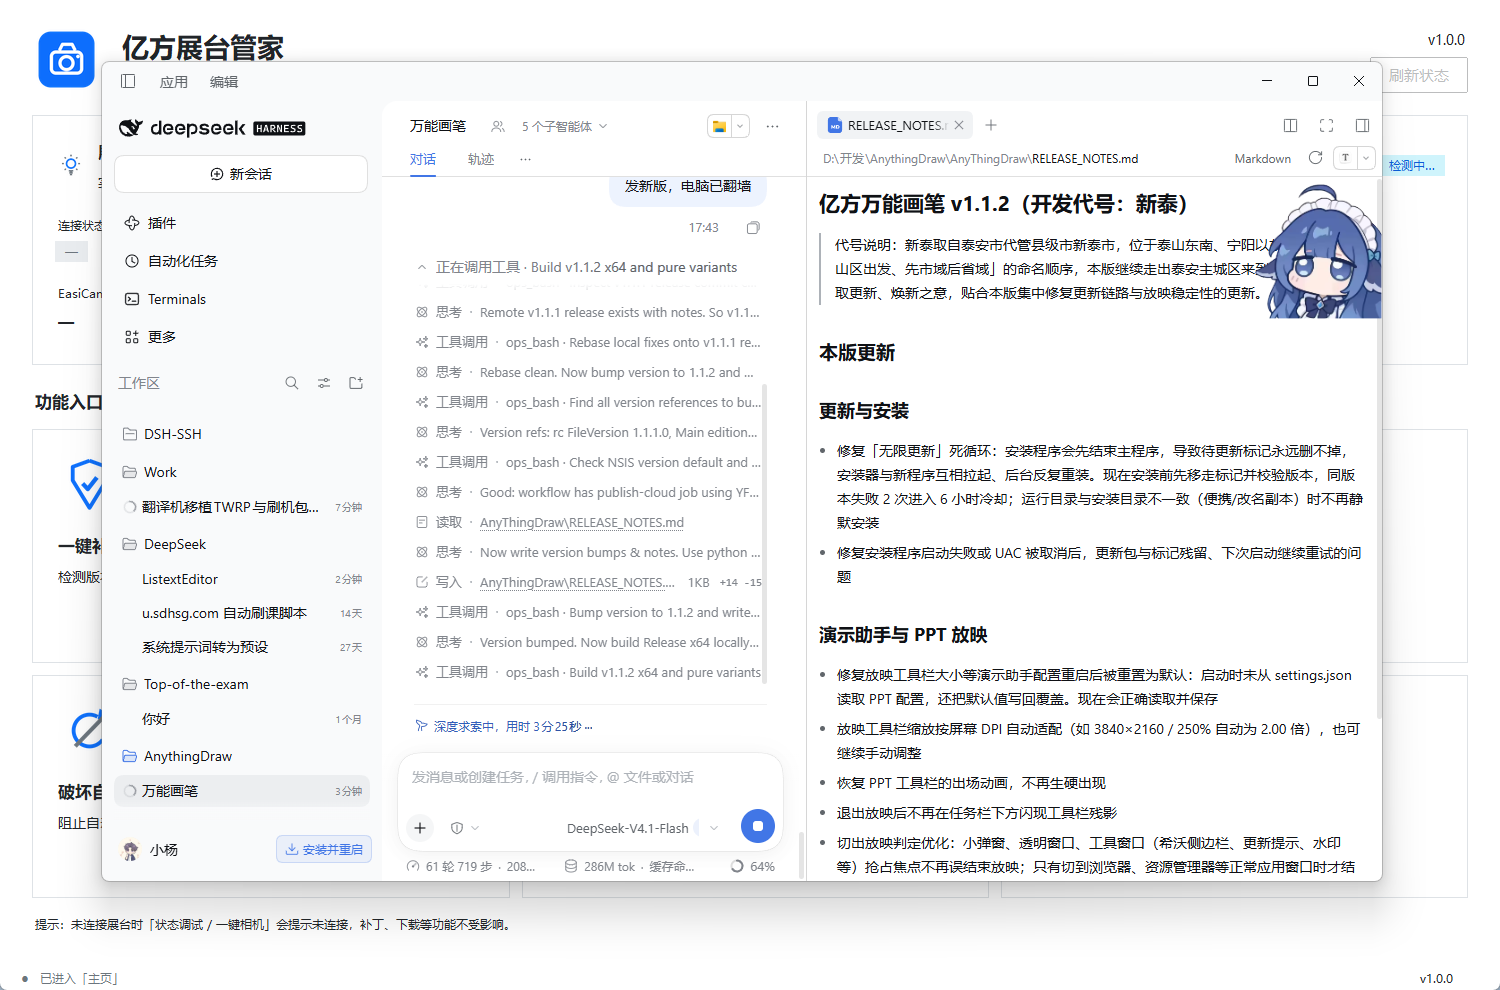 亿方展台管家
v1.0.0
刷新状态
应用
编辑
deepseek HARNESS
新会话
插件
自动化任务
Terminals
更多
工作区
DSH-SSH
Work
翻译机移植TWRP与刷机包... 7分钟
DeepSeek
ListextEditor 2分钟
u.sdhsg.com 自动刷课脚本 14天
系统提示词转为预设 27天
Top-of-the-exam
你好 1个月
AnythingDraw
万能画笔 3分钟
小杨
安装并重启
连接状态
—
EasiCam
—
功能入口
一键补
检测版本
破坏自
阻止自
万能画笔
5 个子智能体
对话
轨迹
发新版，电脑已翻墙
17:43
正在调用工具 · Build v1.1.2 x64 and pure variants
思考 · Remote v1.1.1 release exists with notes. So v1.1...
工具调用 · ops_bash · Rebase local fixes onto v1.1.1 re...
思考 · Rebase clean. Now bump version to 1.1.2 and ...
工具调用 · ops_bash · Find all version references to bu...
思考 · Version refs: rc FileVersion 1.1.1.0, Main edition...
工具调用 · ops_bash · Check NSIS version default and ...
思考 · Good: workflow has publish-cloud job using YF...
读取 · AnyThingDraw\RELEASE_NOTES.md
思考 · Now write version bumps & notes. Use python ...
写入 · AnyThingDraw\RELEASE_NOTES.... 1KB +14 -15
工具调用 · ops_bash · Bump version to 1.1.2 and write...
思考 · Version bumped. Now build Release x64 locally...
工具调用 · ops_bash · Build v1.1.2 x64 and pure variants
深度求索中，用时 3分25秒 ...
发消息或创建任务, / 调用指令, @ 文件或对话
DeepSeek-V4.1-Flash
61 轮 719 步 · 208...
286M tok · 缓存命...
64%
RELEASE_NOTES.
D:\开发\AnythingDraw\AnyThingDraw\RELEASE_NOTES.md
Markdown
T
亿方万能画笔 v1.1.2（开发代号：新泰）
代号说明：新泰取自泰安市代管县级市新泰市，位于泰山东南、宁阳以
山区出发、先市域后省域」的命名顺序，本版继续走出泰安主城区来到
取更新、焕新之意，贴合本版集中修复更新链路与放映稳定性的更新。
本版更新
更新与安装
修复「无限更新」死循环：安装程序会先结束主程序，导致待更新标记永远删不掉，
安装器与新程序互相拉起、后台反复重装。现在安装前先移走标记并校验版本，同版
本失败 2 次进入 6 小时冷却；运行目录与安装目录不一致（便携/改名副本）时不再静
默安装
修复安装程序启动失败或 UAC 被取消后，更新包与标记残留、下次启动继续重试的问
题
演示助手与 PPT 放映
修复放映工具栏大小等演示助手配置重启后被重置为默认：启动时未从 settings.json
读取 PPT 配置，还把默认值写回覆盖。现在会正确读取并保存
放映工具栏缩放按屏幕 DPI 自动适配（如 3840×2160 / 250% 自动为 2.00 倍），也可
继续手动调整
恢复 PPT 工具栏的出场动画，不再生硬出现
退出放映后不再在任务栏下方闪现工具栏残影
切出放映判定优化：小弹窗、透明窗口、工具窗口（希沃侧边栏、更新提示、水印
等）抢占焦点不再误结束放映；只有切到浏览器、资源管理器等正常应用窗口时才结
检测中...
提示：未连接展台时「状态调试 / 一键相机」会提示未连接，补丁、下载等功能不受影响。
已进入「主页」
v1.0.0